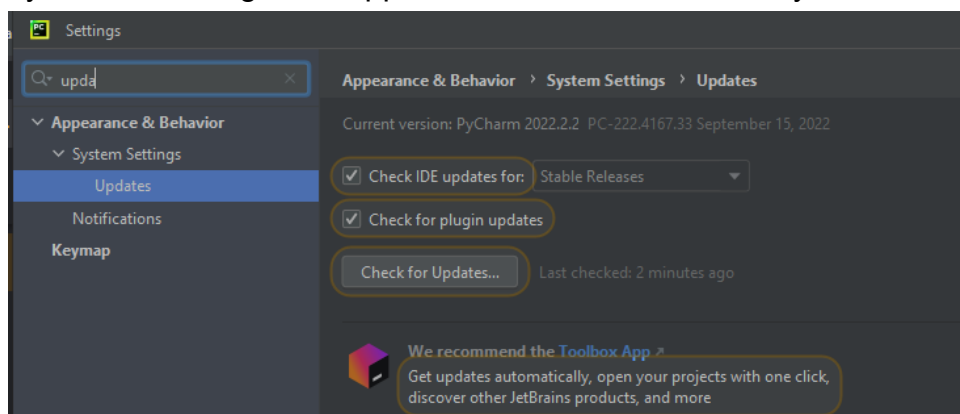 PC Settings
upda
Appearance & Behavior
System Settings
Updates
Notifications
Keymap
Appearance & Behavior › System Settings › Updates
Current version: PyCharm 2022.2.2 PC-222.4167.33 September 15, 2022
Check IDE updates for: Stable Releases
Check for plugin updates
Check for Updates... Last checked: 2 minutes ago
We recommend the Toolbox App ↗
Get updates automatically, open your projects with one click,
discover other JetBrains products, and more